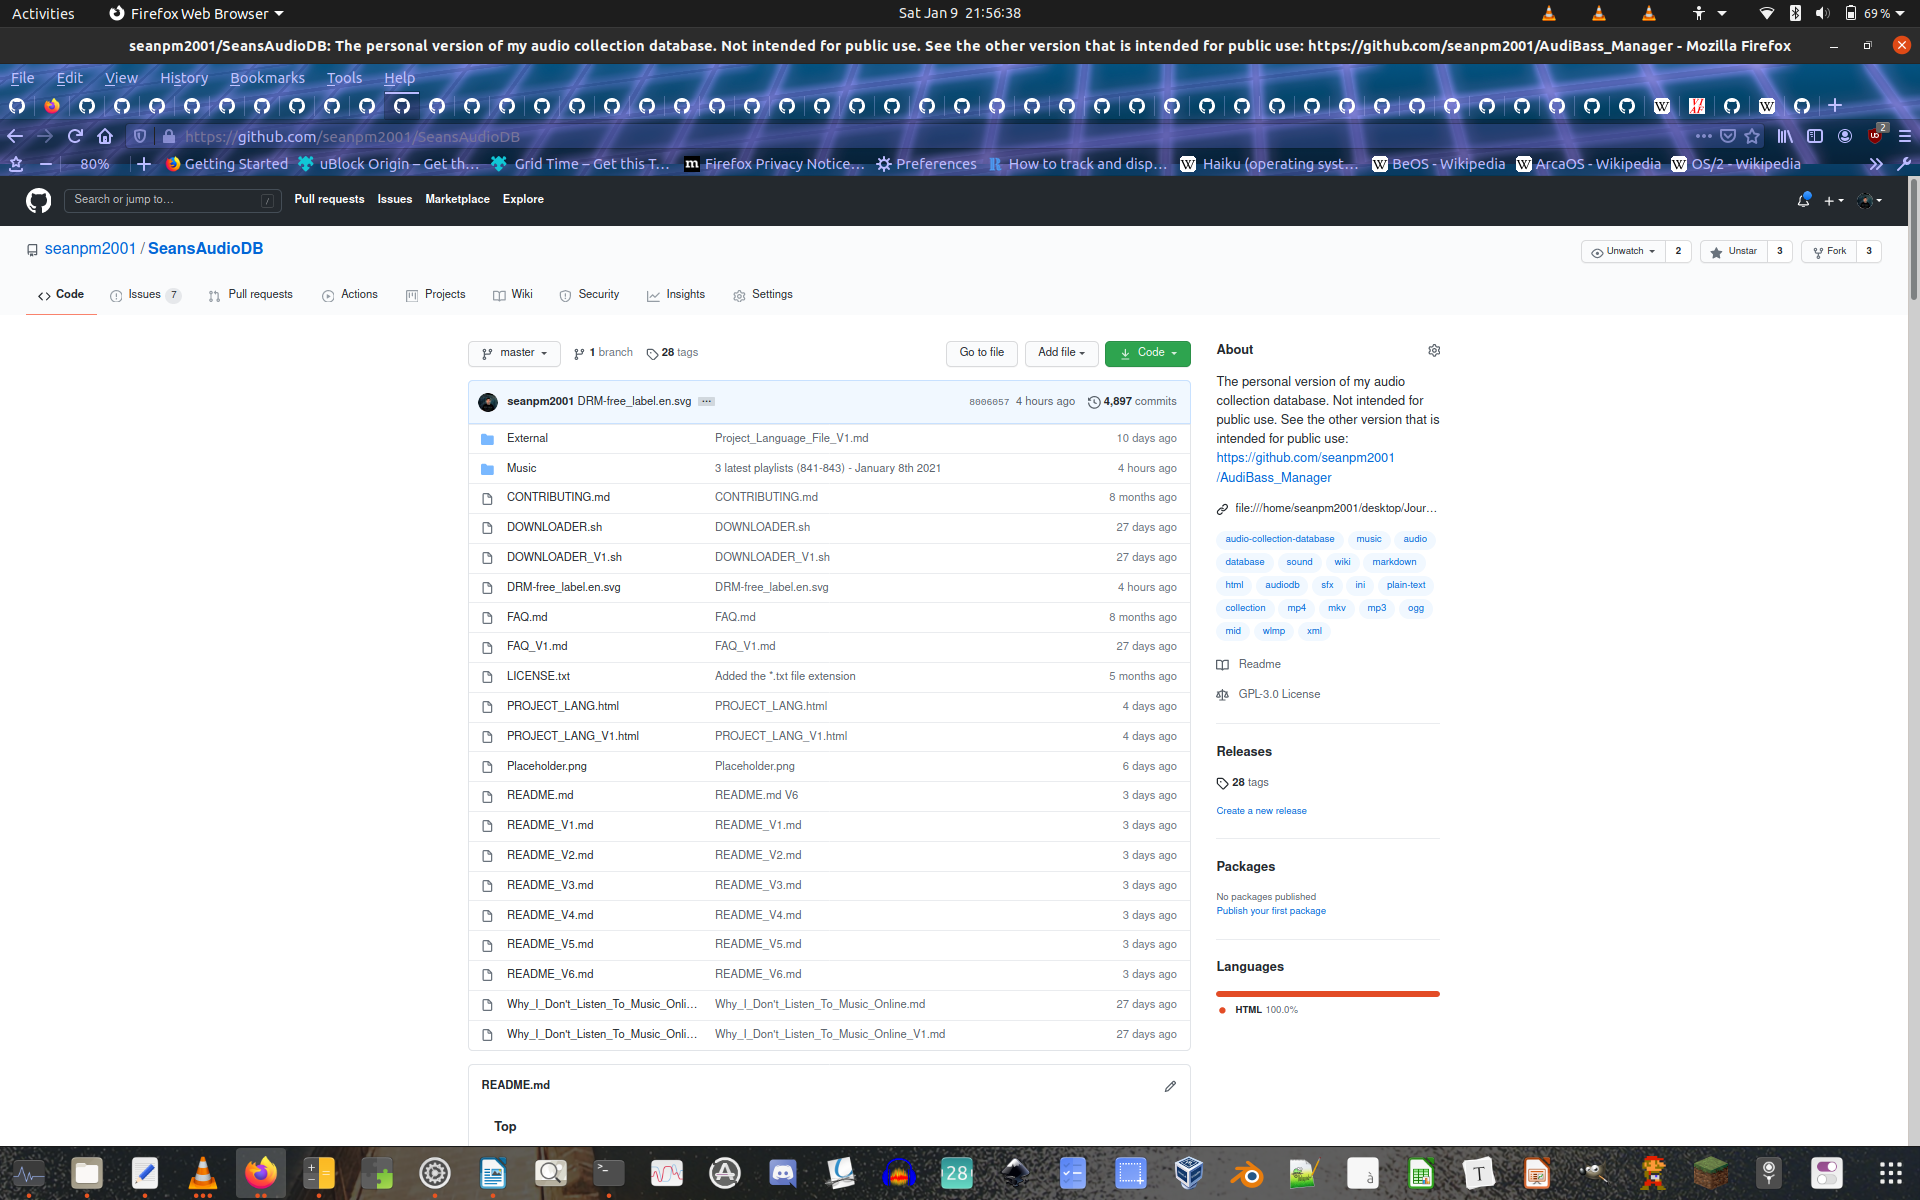 Activities Firefox Web Browser Sat Jan 9 21:56:38 69 %
seanpm2001/SeansAudioDB: The personal version of my audio collection database. Not intended for public use. See the other version that is intended for public use: https://github.com/seanpm2001/AudiBass_Manager - Mozilla Firefox
File Edit View History Bookmarks Tools Help
https://github.com/seanpm2001/SeansAudioDB 2
80% Getting Started uBlock Origin – Get th… Grid Time – Get this T… Firefox Privacy Notice… Preferences How to track and disp… Haiku (operating syst… BeOS - Wikipedia ArcaOS - Wikipedia OS/2 - Wikipedia
Search or jump to… / Pull requests Issues Marketplace Explore
seanpm2001 / SeansAudioDB Unwatch 2 Unstar 3 Fork 3
Code Issues 7 Pull requests Actions Projects Wiki Security Insights Settings
master 1 branch 28 tags Go to file Add file Code
seanpm2001 DRM-free_label.en.svg ... 8006057 4 hours ago 4,897 commits
External Project_Language_File_V1.md 10 days ago
Music 3 latest playlists (841-843) - January 8th 2021 4 hours ago
CONTRIBUTING.md CONTRIBUTING.md 8 months ago
DOWNLOADER.sh DOWNLOADER.sh 27 days ago
DOWNLOADER_V1.sh DOWNLOADER_V1.sh 27 days ago
DRM-free_label.en.svg DRM-free_label.en.svg 4 hours ago
FAQ.md FAQ.md 8 months ago
FAQ_V1.md FAQ_V1.md 27 days ago
LICENSE.txt Added the *.txt file extension 5 months ago
PROJECT_LANG.html PROJECT_LANG.html 4 days ago
PROJECT_LANG_V1.html PROJECT_LANG_V1.html 4 days ago
Placeholder.png Placeholder.png 6 days ago
README.md README.md V6 3 days ago
README_V1.md README_V1.md 3 days ago
README_V2.md README_V2.md 3 days ago
README_V3.md README_V3.md 3 days ago
README_V4.md README_V4.md 3 days ago
README_V5.md README_V5.md 3 days ago
README_V6.md README_V6.md 3 days ago
Why_I_Don't_Listen_To_Music_Onli… Why_I_Don't_Listen_To_Music_Online.md 27 days ago
Why_I_Don't_Listen_To_Music_Onli… Why_I_Don't_Listen_To_Music_Online_V1.md 27 days ago
README.md
Top
About
The personal version of my audio
collection database. Not intended for
public use. See the other version that is
intended for public use:
https://github.com/seanpm2001
/AudiBass_Manager
file:///home/seanpm2001/desktop/Jour…
audio-collection-database music audio
database sound wiki markdown
html audiodb sfx ini plain-text
collection mp4 mkv mp3 ogg
mid wlmp xml
Readme
GPL-3.0 License
Releases
28 tags
Create a new release
Packages
No packages published
Publish your first package
Languages
HTML 100.0%
28